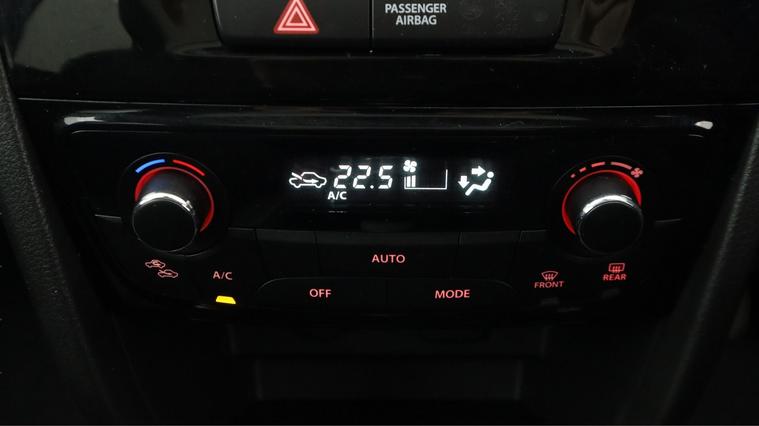 PASSENGER
AIRBAG
22.5
A/C
AUTO
A/C
OFF
MODE
FRONT
REAR